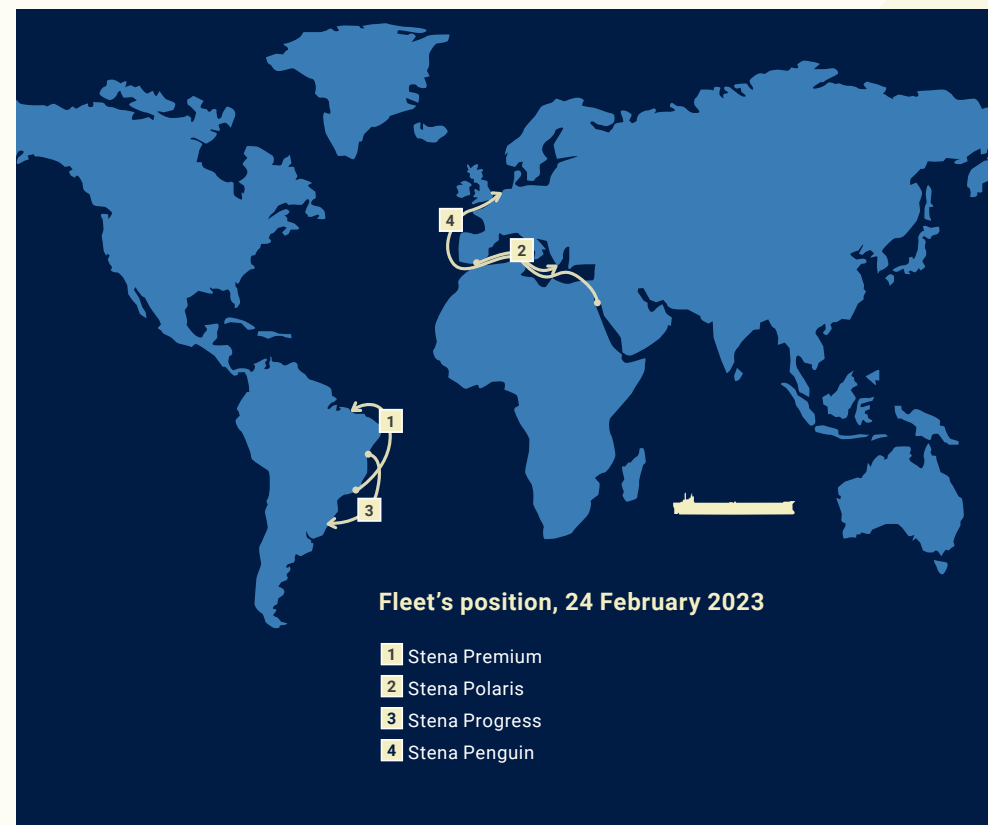 4
2
1
3
Fleet’s position, 24 February 2023
1 Stena Premium
2 Stena Polaris
3 Stena Progress
4 Stena Penguin